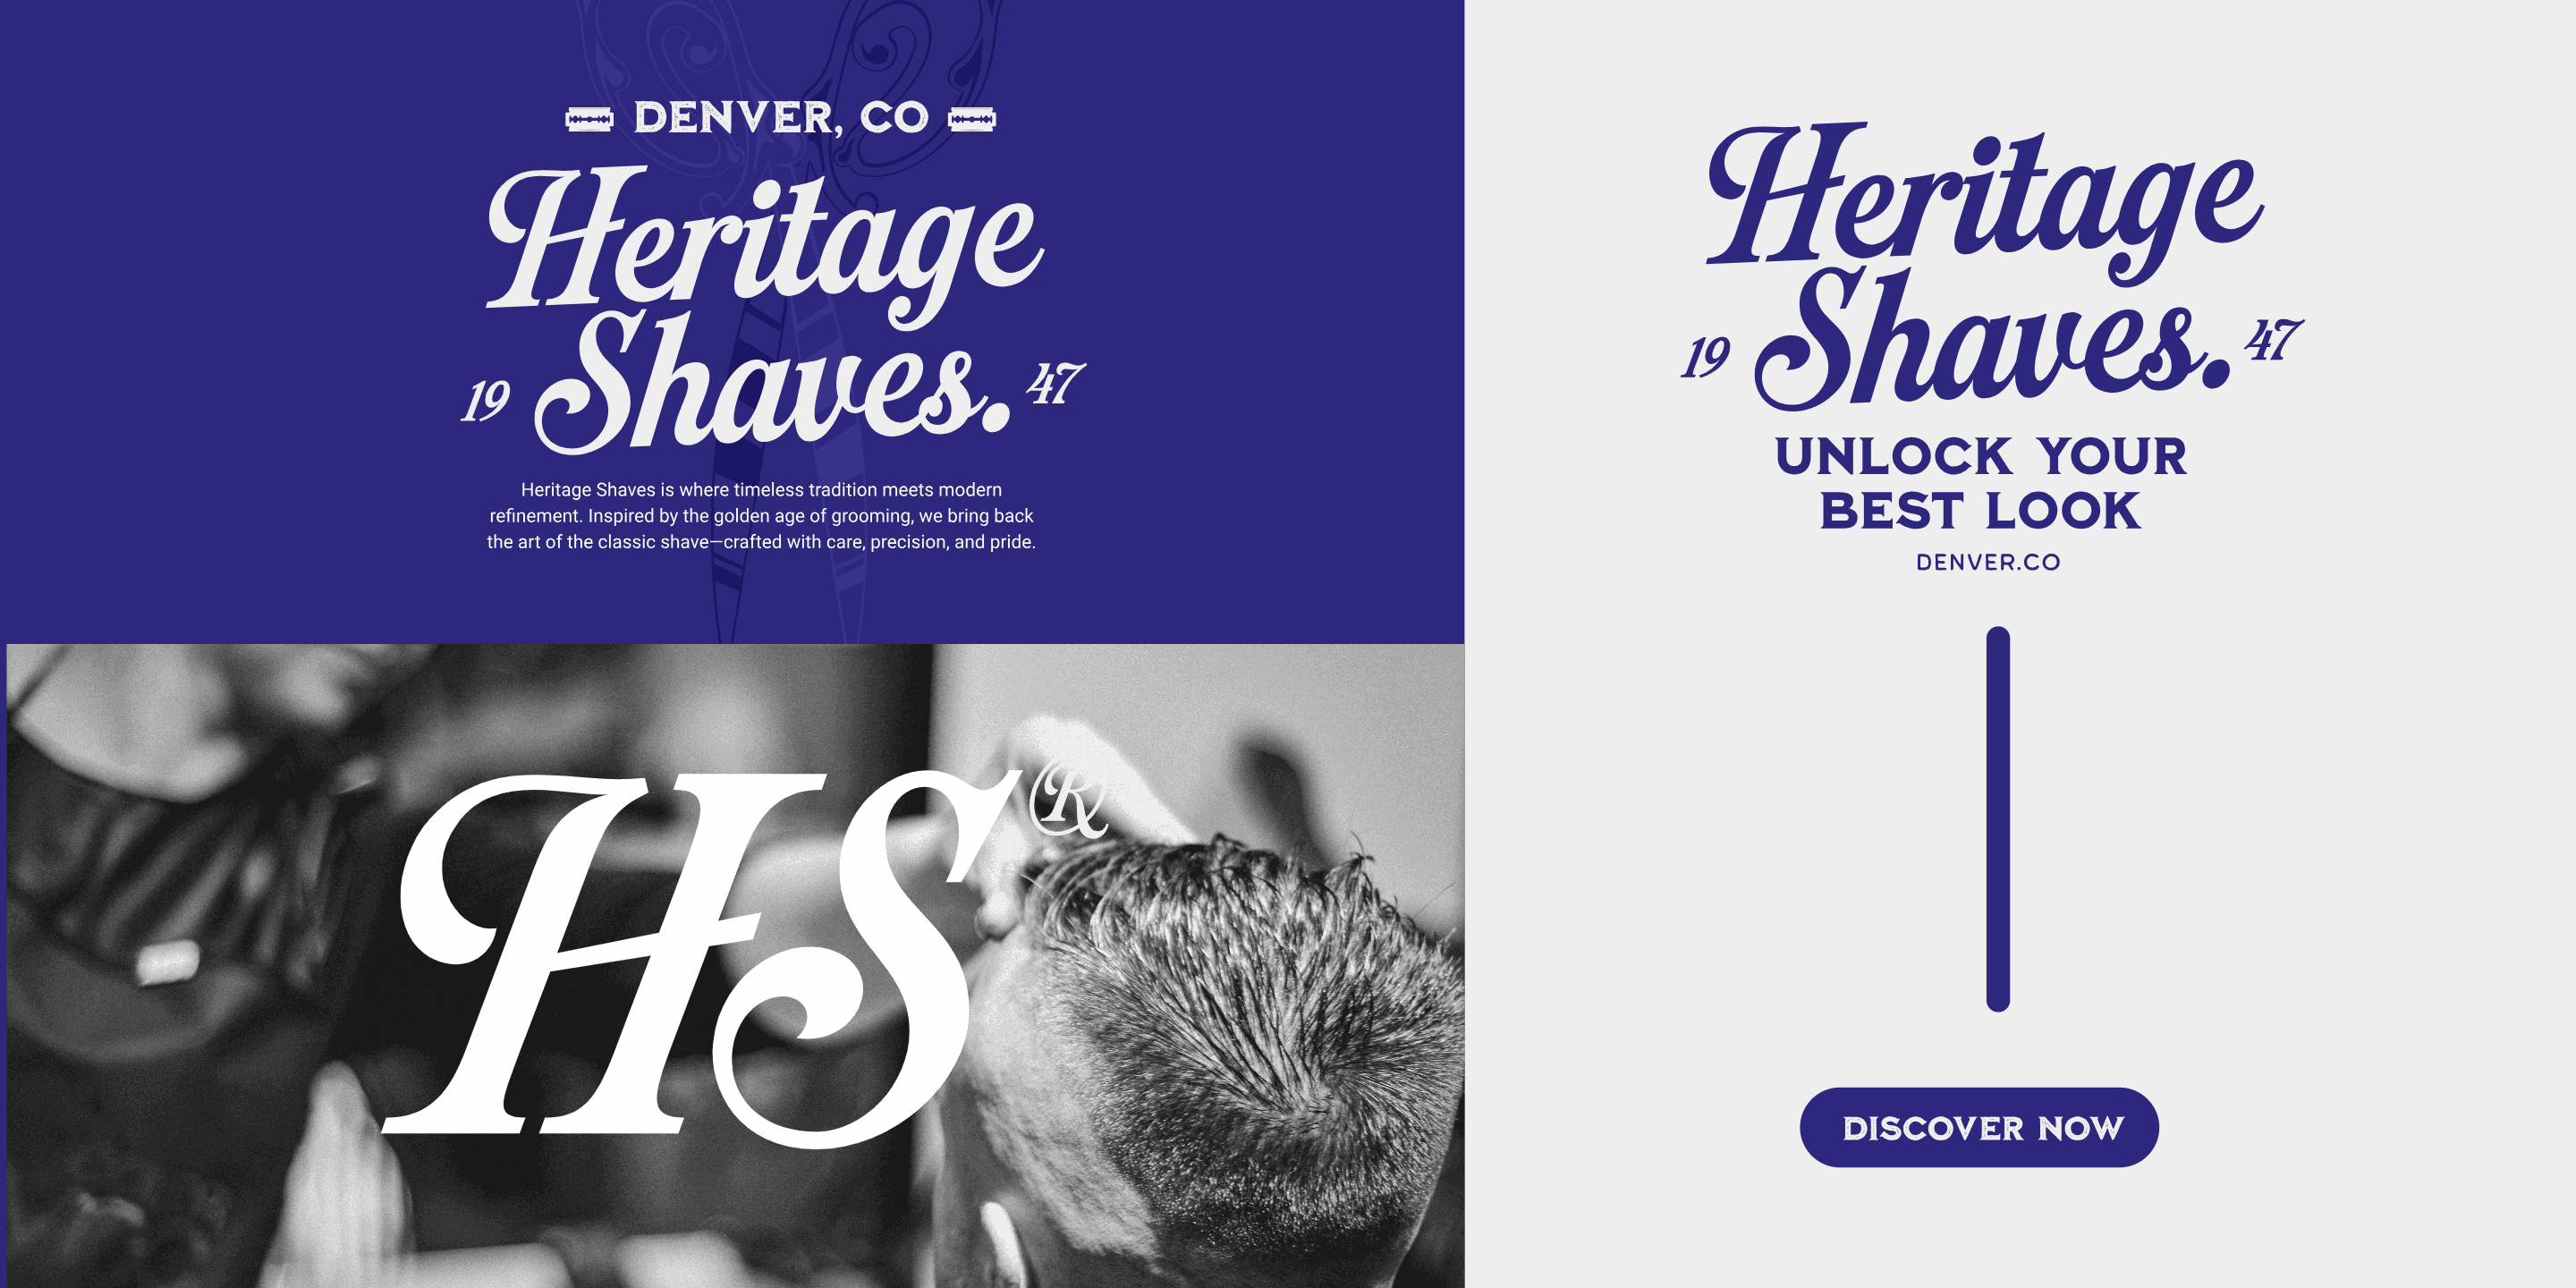 DENVER, CO
Heritage
19 Shaves. 47
Heritage Shaves is where timeless tradition meets modern
refinement. Inspired by the golden age of grooming, we bring back
the art of the classic shave—crafted with care, precision, and pride.
HS®
Heritage
19 Shaves. 47
UNLOCK YOUR
BEST LOOK
DENVER.CO
DISCOVER NOW